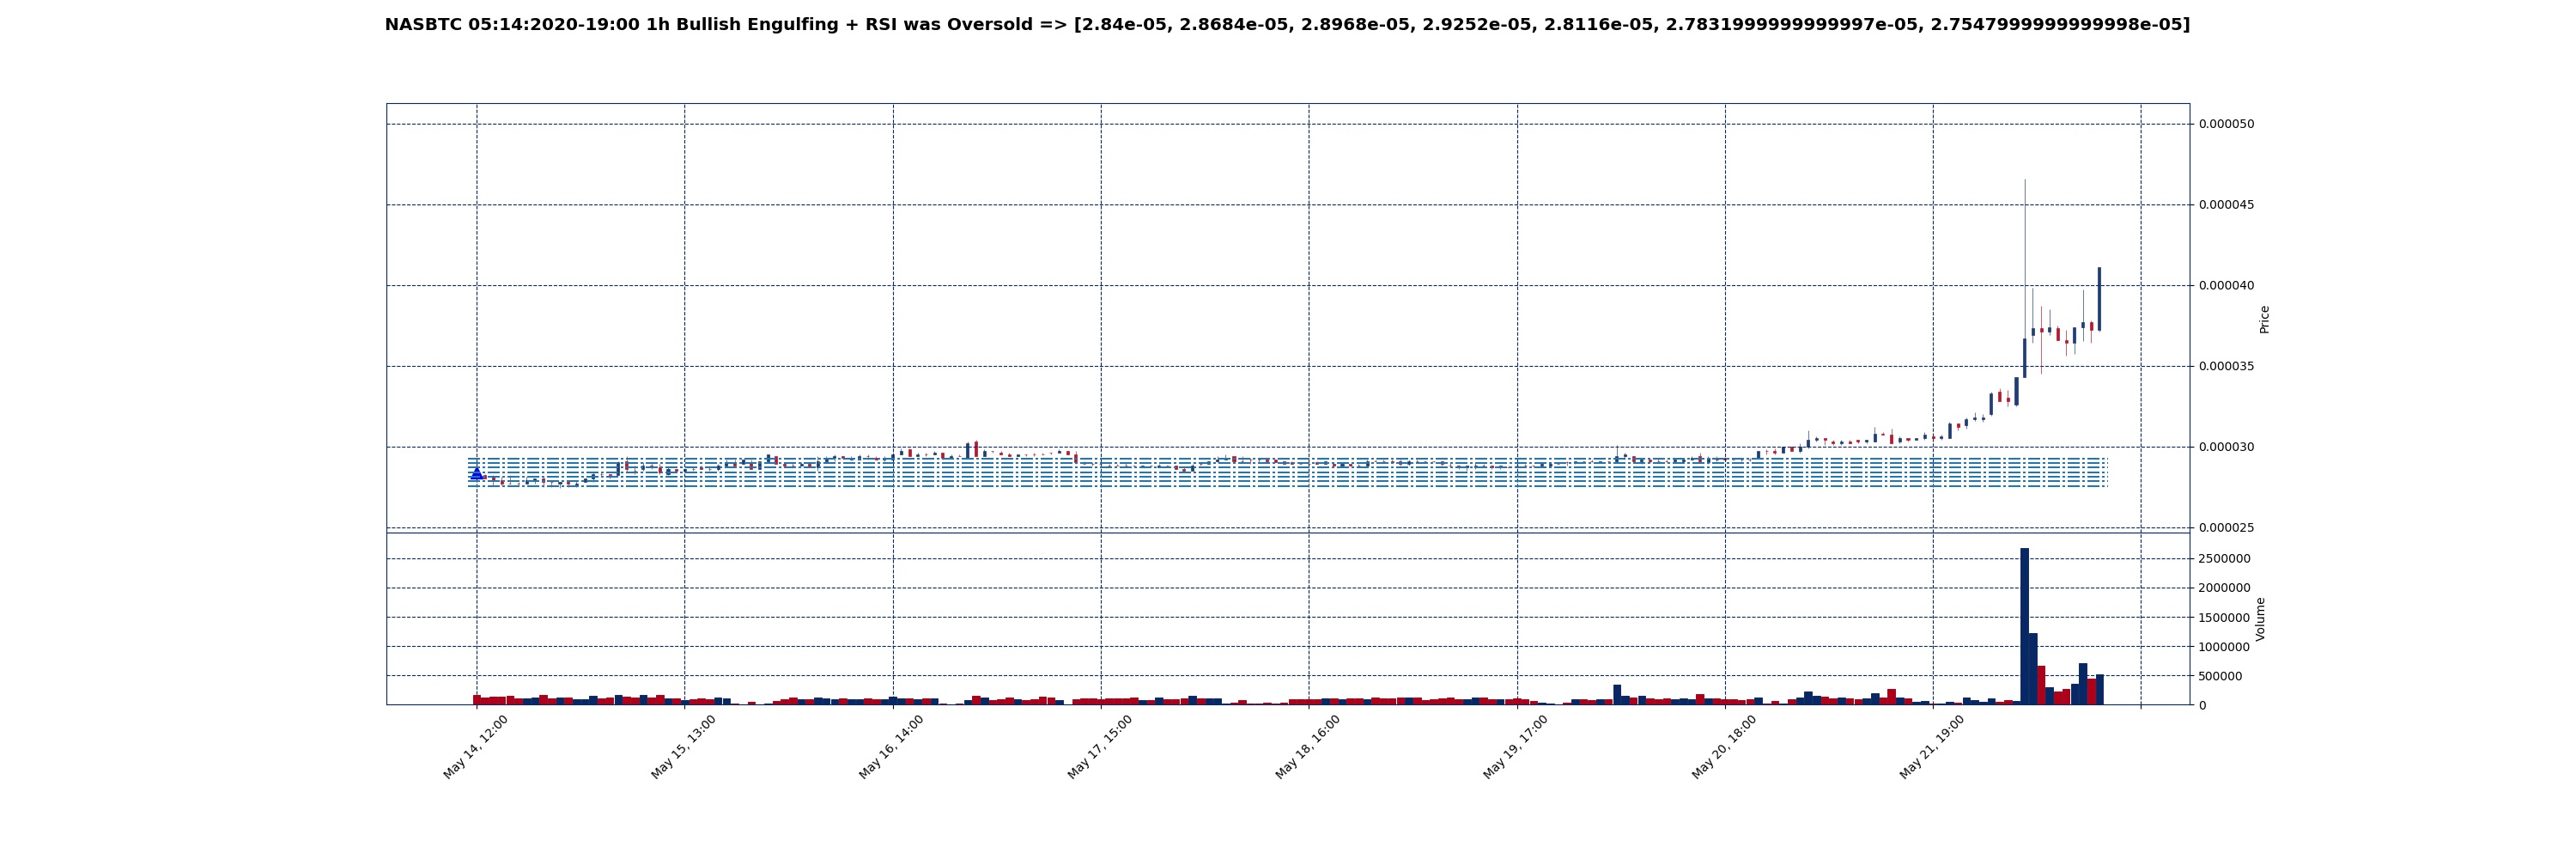 NASBTC 05:14:2020-19:00 1h Bullish Engulfing + RSI was Oversold => [2.84e-05, 2.8684e-05, 2.8968e-05, 2.9252e-05, 2.8116e-05, 2.7831999999999997e-05, 2.7547999999999998e-05]
0.000050
0.000045
0.000040
0.000035
0.000030
0.000025
Price
2500000
2000000
1500000
1000000
500000
0
Volume
May 14, 12:00
May 15, 13:00
May 16, 14:00
May 17, 15:00
May 18, 16:00
May 19, 17:00
May 20, 18:00
May 21, 19:00